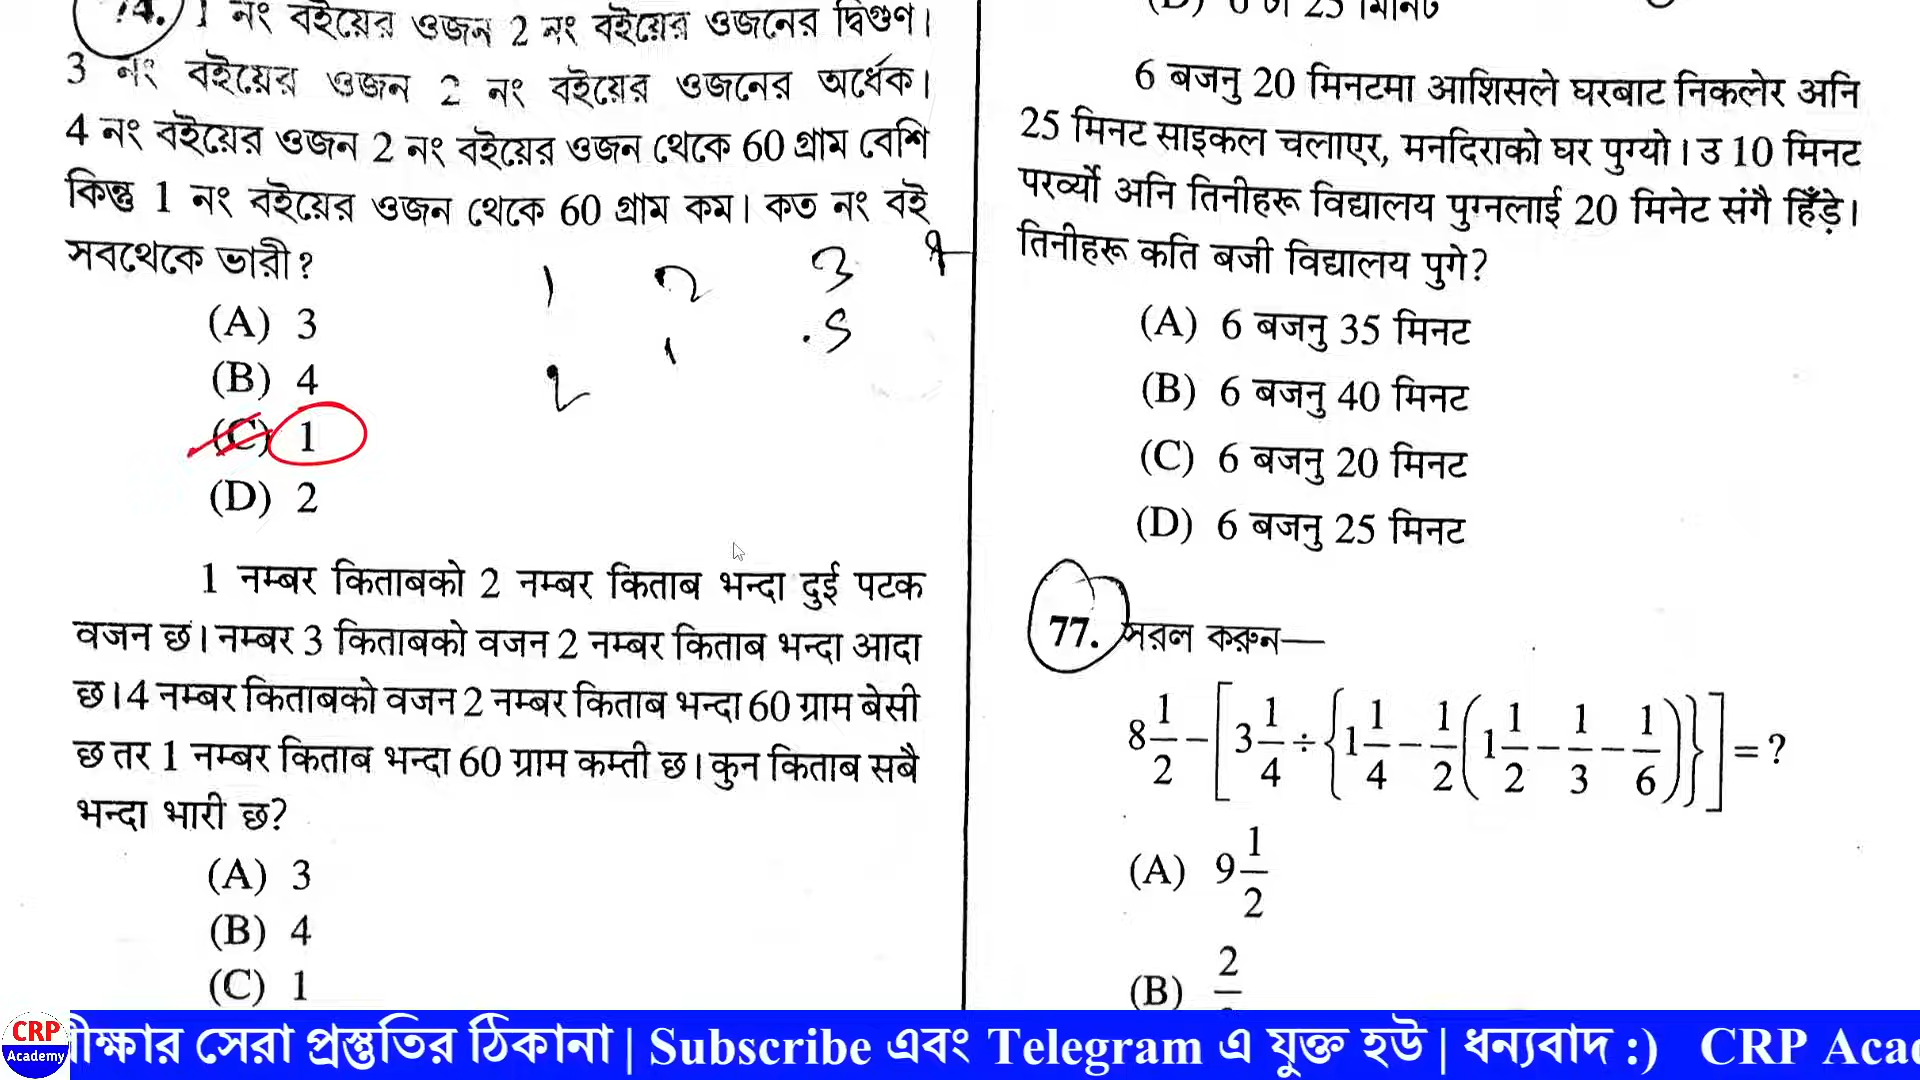 74. 1 নং বইয়ের ওজন 2 নং বইয়ের ওজনের দ্বিগুণ।
3 নং বইয়ের ওজন 2 নং বইয়ের ওজনের অর্ধেক।
4 নং বইয়ের ওজন 2 নং বইয়ের ওজন থেকে 60 গ্রাম বেশি
কিন্তু 1 নং বইয়ের ওজন থেকে 60 গ্রাম কম। কত নং বই
সবথেকে ভারী?
1 2 3 4
(A) 3
1 .5
(B) 4
2
(C) 1
(D) 2
1 नम्बर किताबको 2 नम्बर किताब भन्दा दुई पटक
वजन छ। नम्बर 3 किताबको वजन 2 नम्बर किताब भन्दा आदा
छ। 4 नम्बर किताबको वजन 2 नम्बर किताब भन्दा 60 ग्राम बेसी
छ तर 1 नम्बर किताब भन्दा 60 ग्राम कम्ती छ। कुन किताब सबै
भन्दा भारी छ?
(A) 3
(B) 4
(C) 1
6 बजनु 20 मिनटमा आशिसले घरबाट निकलेर अनि
25 मिनट साइकल चलाएर, मनदिराको घर पुग्यो। उ 10 मिनट
पर्ख्यो अनि तिनीहरू विद्यालय पुग्नलाई 20 मिनेट संगै हिँड़े।
तिनीहरू कति बजी विद्यालय पुगे?
(A) 6 बजनु 35 मिनट
(B) 6 बजनु 40 मिनट
(C) 6 बजनु 20 मिनट
(D) 6 बजनु 25 मिनट
77. সরল করুন—
8 1/2 − [3 1/4 ÷ {1 1/4 − 1/2 (1 1/2 − 1/3 − 1/6)}] = ?
(A) 9 1/2
(B) 2
CRP Academy
রীক্ষার সেরা প্রস্তুতির ঠিকানা | Subscribe এবং Telegram এ যুক্ত হউ | ধন্যবাদ :) CRP Aca